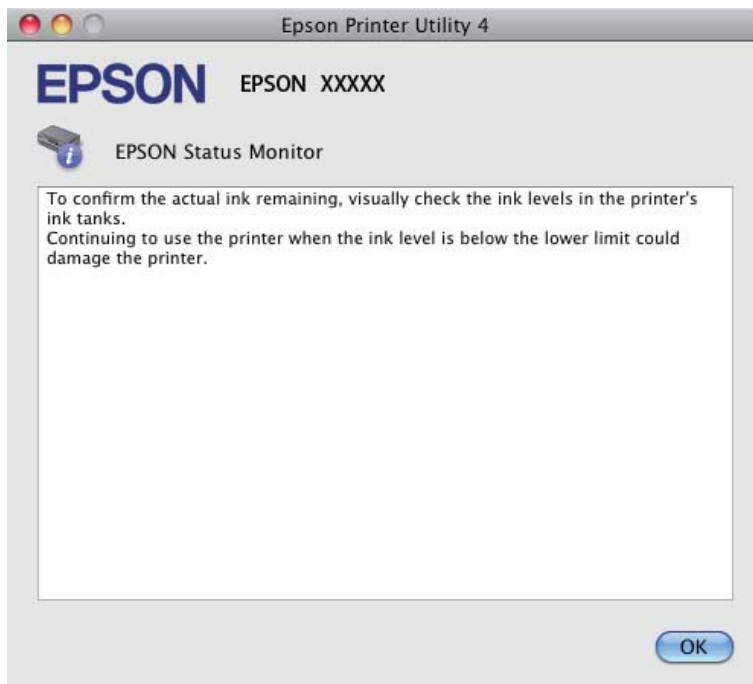 Epson Printer Utility 4
EPSON EPSON XXXXX
EPSON Status Monitor
To confirm the actual ink remaining, visually check the ink levels in the printer's
ink tanks.
Continuing to use the printer when the ink level is below the lower limit could
damage the printer.
OK